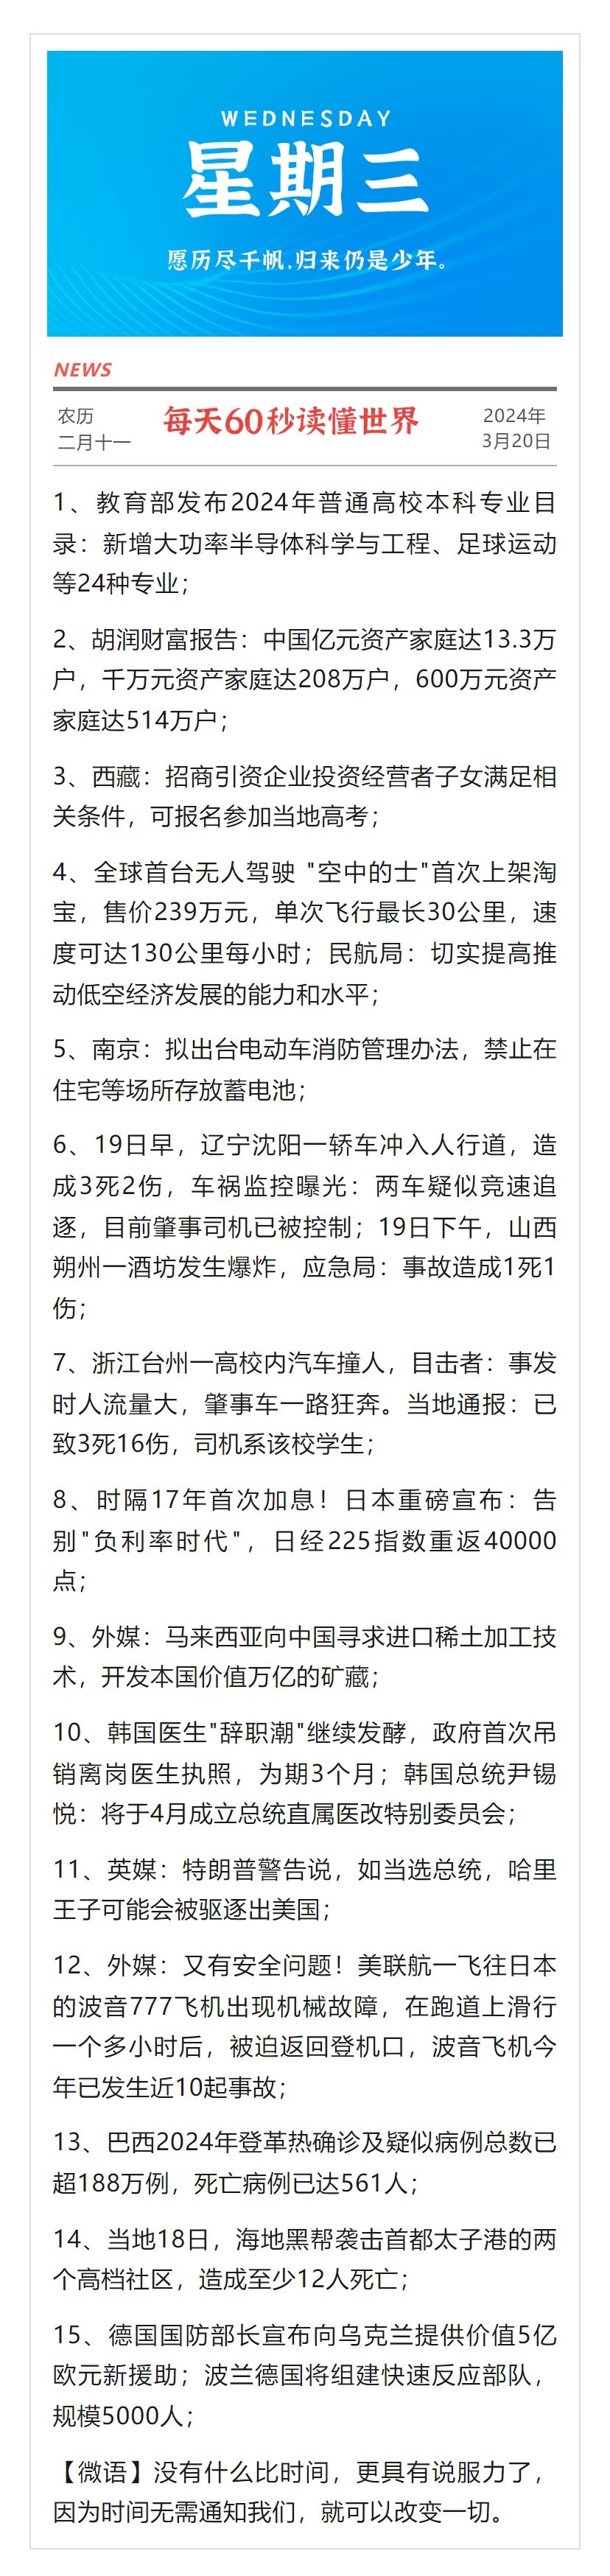 WEDNESDAY
星期三
愿历尽千帆,归来仍是少年。
NEWS
农历
二月十一
每天60秒读懂世界
2024年
3月20日
1、教育部发布2024年普通高校本科专业目
录：新增大功率半导体科学与工程、足球运动
等24种专业；
2、胡润财富报告：中国亿元资产家庭达13.3万
户，千万元资产家庭达208万户，600万元资产
家庭达514万户；
3、西藏：招商引资企业投资经营者子女满足相
关条件，可报名参加当地高考；
4、全球首台无人驾驶 "空中的士"首次上架淘
宝，售价239万元，单次飞行最长30公里，速
度可达130公里每小时；民航局：切实提高推
动低空经济发展的能力和水平；
5、南京：拟出台电动车消防管理办法，禁止在
住宅等场所存放蓄电池；
6、19日早，辽宁沈阳一轿车冲入人行道，造
成3死2伤，车祸监控曝光：两车疑似竞速追
逐，目前肇事司机已被控制；19日下午，山西
朔州一酒坊发生爆炸，应急局：事故造成1死1
伤；
7、浙江台州一高校内汽车撞人，目击者：事发
时人流量大，肇事车一路狂奔。当地通报：已
致3死16伤，司机系该校学生；
8、时隔17年首次加息！日本重磅宣布：告
别"负利率时代"，日经225指数重返40000
点；
9、外媒：马来西亚向中国寻求进口稀土加工技
术，开发本国价值万亿的矿藏；
10、韩国医生"辞职潮"继续发酵，政府首次吊
销离岗医生执照，为期3个月；韩国总统尹锡
悦：将于4月成立总统直属医改特别委员会；
11、英媒：特朗普警告说，如当选总统，哈里
王子可能会被驱逐出美国；
12、外媒：又有安全问题！美联航一飞往日本
的波音777飞机出现机械故障，在跑道上滑行
一个多小时后，被迫返回登机口，波音飞机今
年已发生近10起事故；
13、巴西2024年登革热确诊及疑似病例总数已
超188万例，死亡病例已达561人；
14、当地18日，海地黑帮袭击首都太子港的两
个高档社区，造成至少12人死亡；
15、德国国防部长宣布向乌克兰提供价值5亿
欧元新援助；波兰德国将组建快速反应部队，
规模5000人；
【微语】没有什么比时间，更具有说服力了，
因为时间无需通知我们，就可以改变一切。